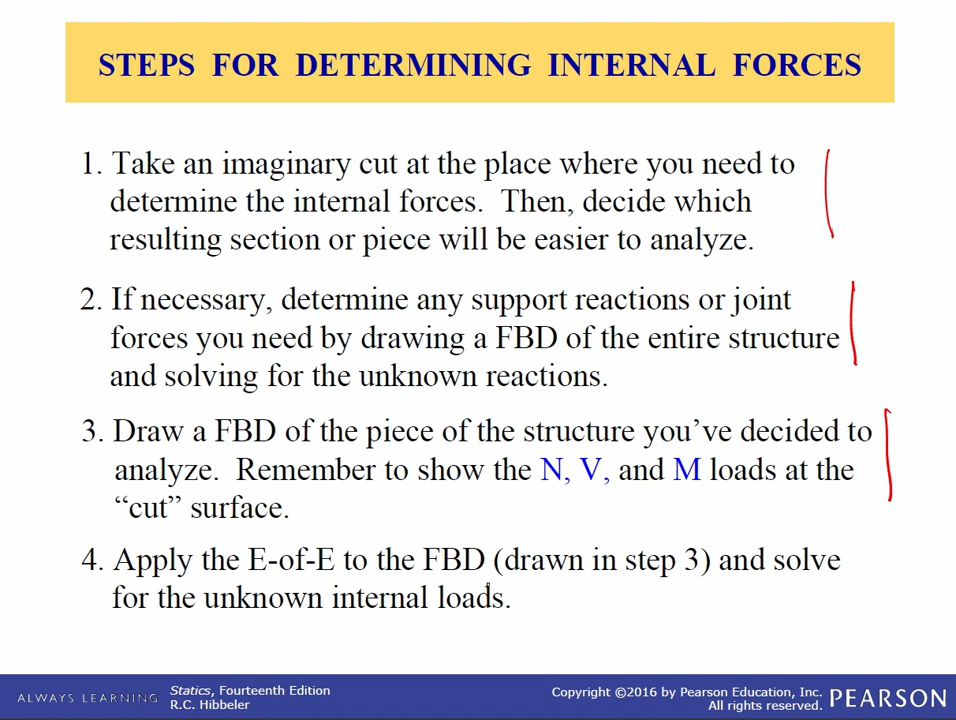 STEPS FOR DETERMINING INTERNAL FORCES
1. Take an imaginary cut at the place where you need to
determine the internal forces. Then, decide which
resulting section or piece will be easier to analyze.
2. If necessary, determine any support reactions or joint
forces you need by drawing a FBD of the entire structure
and solving for the unknown reactions.
3. Draw a FBD of the piece of the structure you’ve decided to
analyze. Remember to show the N, V, and M loads at the
“cut” surface.
4. Apply the E-of-E to the FBD (drawn in step 3) and solve
for the unknown internal loads.
ALWAYS LEARNING
Statics, Fourteenth Edition
R.C. Hibbeler
Copyright ©2016 by Pearson Education, Inc.
All rights reserved.
PEARSON